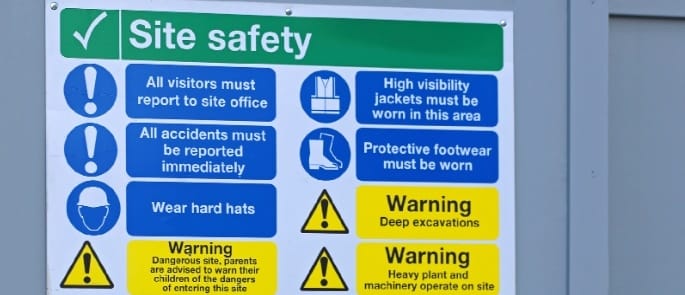 Site safety
All visitors must
report to site office
All accidents must
be reported
immediately
Wear hard hats
Warning
Dangerous site, parents
are advised to warn their
children of the dangers
of entering this site
High visibility
jackets must be
worn in this area
Protective footwear
must be worn
Warning
Deep excavations
Warning
Heavy plant and
machinery operate on site